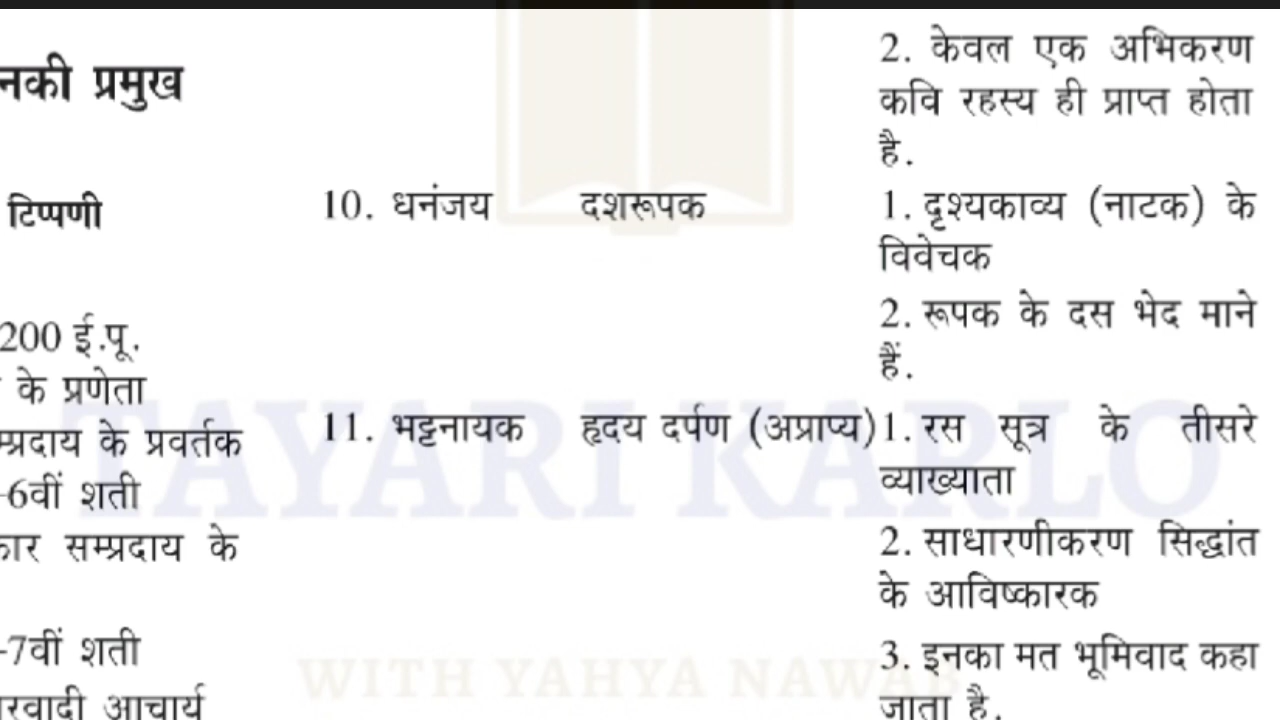 नकी प्रमुख
टिप्पणी
200 ई.पू.
के प्रणेता
म्प्रदाय के प्रवर्तक
-6वीं शती
कार सम्प्रदाय के
-7वीं शती
ारवादी आचार्य
2. केवल एक अभिकरण
कवि रहस्य ही प्राप्त होता
है.
10. धनंजय दशरूपक 1. दृश्यकाव्य (नाटक) के
विवेचक
2. रूपक के दस भेद माने
हैं.
11. भट्टनायक हृदय दर्पण (अप्राप्य) 1. रस सूत्र के तीसरे
व्याख्याता
2. साधारणीकरण सिद्धांत
के आविष्कारक
3. इनका मत भूमिवाद कहा
जाता है.
TAYARI KARLO
WITH YAHYA NAWAB